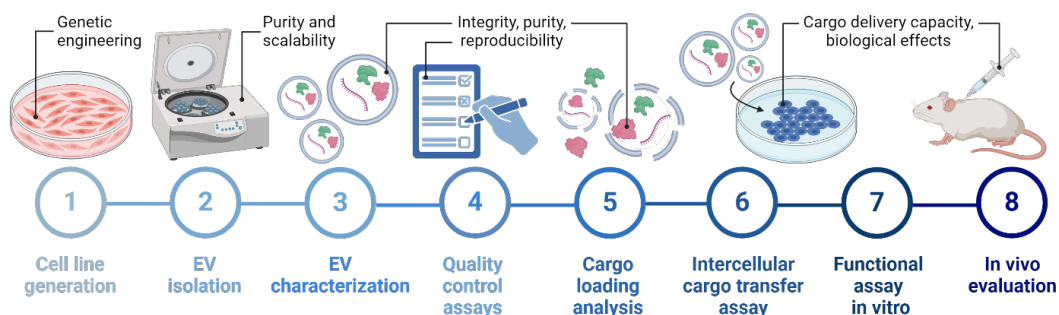 Genetic
engineering
Purity and
scalability
Integrity, purity,
reproducibility
Cargo delivery capacity,
biological effects
1
2
3
4
5
6
7
8
Cell line
generation
EV
isolation
EV
characterization
Quality
control
assays
Cargo
loading
analysis
Intercellular
cargo transfer
assay
Functional
assay
in vitro
In vivo
evaluation